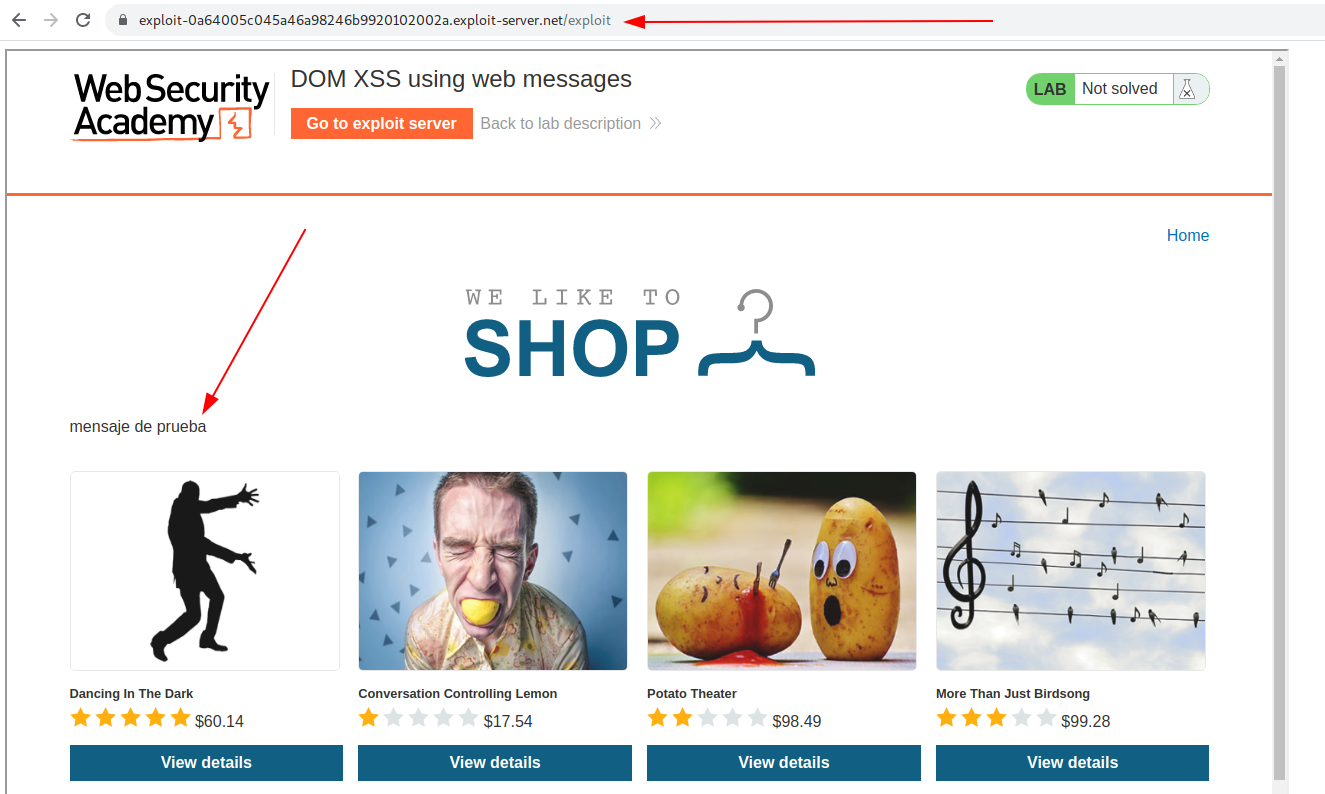 exploit-0a64005c045a46a98246b9920102002a.exploit-server.net/exploit
Web Security
Academy
DOM XSS using web messages
Go to exploit server
Back to lab description
LAB
Not solved
Home
WE LIKE TO
SHOP
mensaje de prueba
Dancing In The Dark
$60.14
View details
Conversation Controlling Lemon
$17.54
View details
Potato Theater
$98.49
View details
More Than Just Birdsong
$99.28
View details